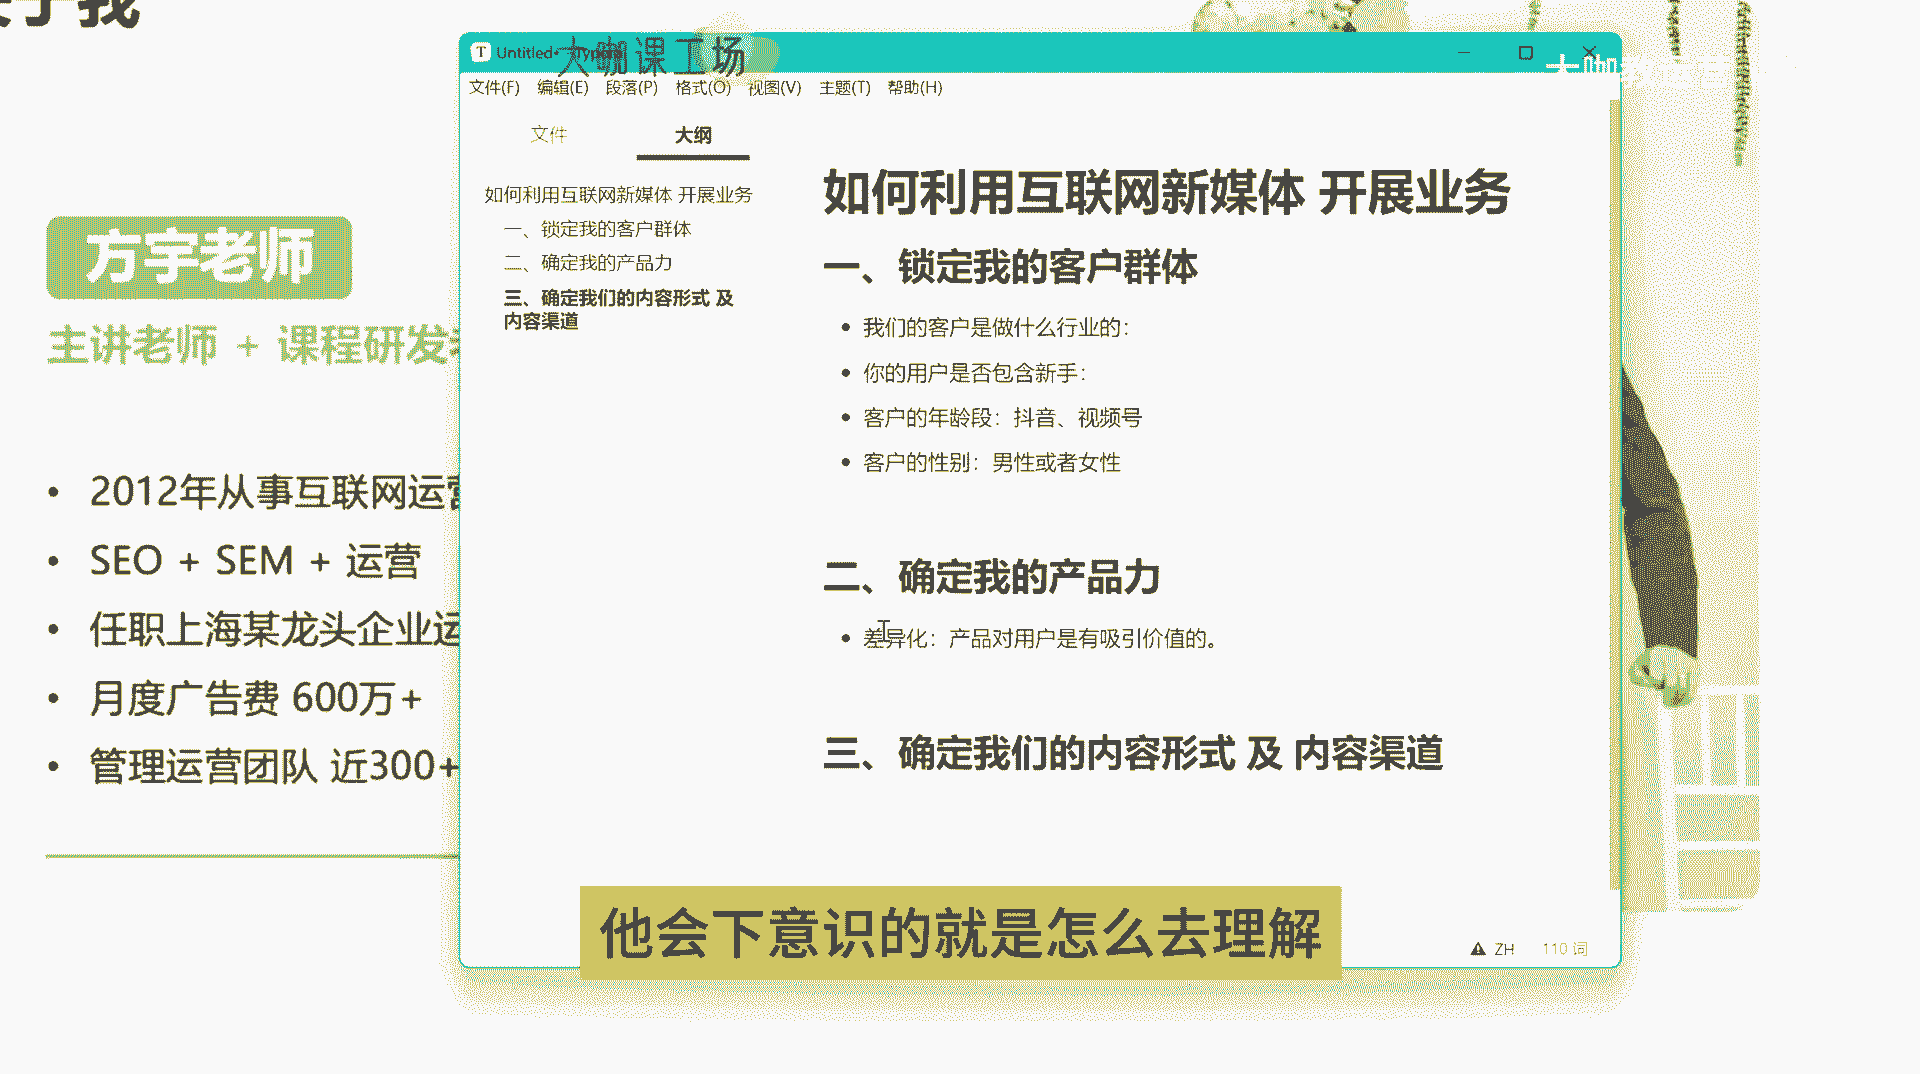 于我
方宇老师
主讲老师 + 课程研发
• 2012年从事互联网运营
• SEO + SEM + 运营
• 任职上海某龙头企业运
• 月度广告费 600万+
• 管理运营团队 近300+
Untitled•
大咖课工场
文件(F) 编辑(E) 段落(P) 格式(O) 视图(V) 主题(T) 帮助(H)
文件 大纲
如何利用互联网新媒体 开展业务
一、锁定我的客户群体
二、确定我的产品力
三、确定我们的内容形式 及
内容渠道
如何利用互联网新媒体 开展业务
一、锁定我的客户群体
• 我们的客户是做什么行业的：
• 你的用户是否包含新手：
• 客户的年龄段：抖音、视频号
• 客户的性别：男性或者女性
二、确定我的产品力
• 差异化：产品对用户是有吸引价值的。
三、确定我们的内容形式 及 内容渠道
他会下意识的就是怎么去理解
ZH 110 词